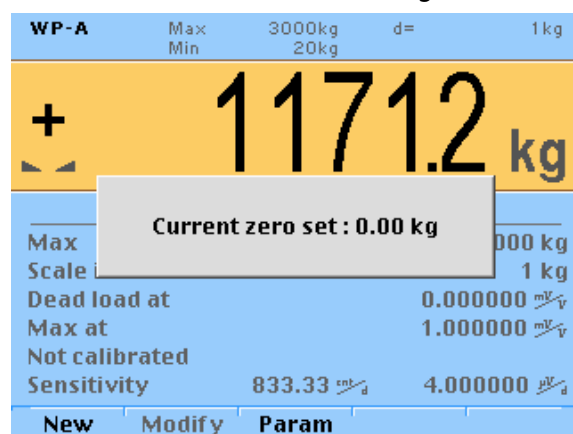 WP-A Max 3000kg d= 1kg
Min 20kg
+ 1171.2 kg
Current zero set : 0.00 kg
Max 000 kg
Scale 1 kg
Dead load at 0.000000 mV/V
Max at 1.000000 mV/V
Not calibrated
Sensitivity 833.33 cnt/d 4.000000 µV/d
New Modify Param